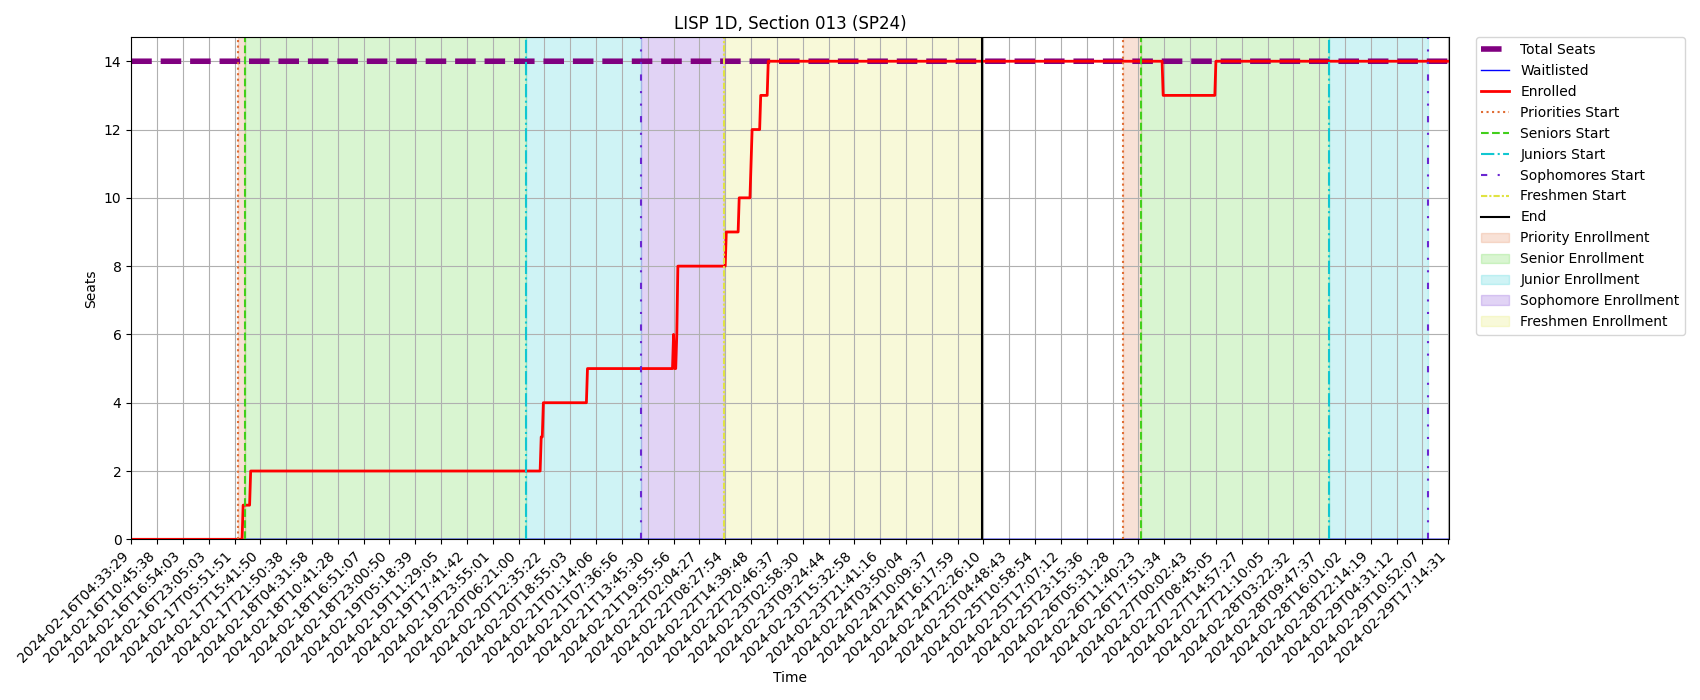 LISP 1D, Section 013 (SP24)
Total Seats
Waitlisted
Enrolled
Priorities Start
Seniors Start
Juniors Start
Sophomores Start
Freshmen Start
End
Priority Enrollment
Senior Enrollment
Junior Enrollment
Sophomore Enrollment
Freshmen Enrollment
Seats
14
12
10
8
6
4
2
0
2024-02-16T04:33:29
2024-02-16T10:45:38
2024-02-16T16:54:03
2024-02-16T23:05:03
2024-02-17T05:51:51
2024-02-17T15:41:50
2024-02-17T21:50:38
2024-02-18T04:31:58
2024-02-18T10:41:28
2024-02-18T16:51:07
2024-02-18T23:00:50
2024-02-19T05:18:39
2024-02-19T11:29:05
2024-02-19T17:41:42
2024-02-19T23:55:01
2024-02-20T06:21:00
2024-02-20T12:35:22
2024-02-20T18:55:03
2024-02-21T01:14:06
2024-02-21T07:36:56
2024-02-21T13:45:30
2024-02-21T19:55:56
2024-02-22T02:04:27
2024-02-22T08:27:54
2024-02-22T14:39:48
2024-02-22T20:46:37
2024-02-23T02:58:30
2024-02-23T09:24:44
2024-02-23T15:32:58
2024-02-23T21:41:16
2024-02-24T03:50:04
2024-02-24T10:09:37
2024-02-24T16:17:59
2024-02-24T22:26:10
2024-02-25T04:48:43
2024-02-25T10:58:54
2024-02-25T17:07:12
2024-02-25T23:15:36
2024-02-26T05:31:28
2024-02-26T11:40:23
2024-02-26T17:51:34
2024-02-27T00:02:43
2024-02-27T08:45:05
2024-02-27T14:57:27
2024-02-27T21:10:05
2024-02-28T03:22:32
2024-02-28T09:47:37
2024-02-28T16:01:02
2024-02-28T22:14:19
2024-02-29T04:31:12
2024-02-29T10:52:07
2024-02-29T17:14:31
Time